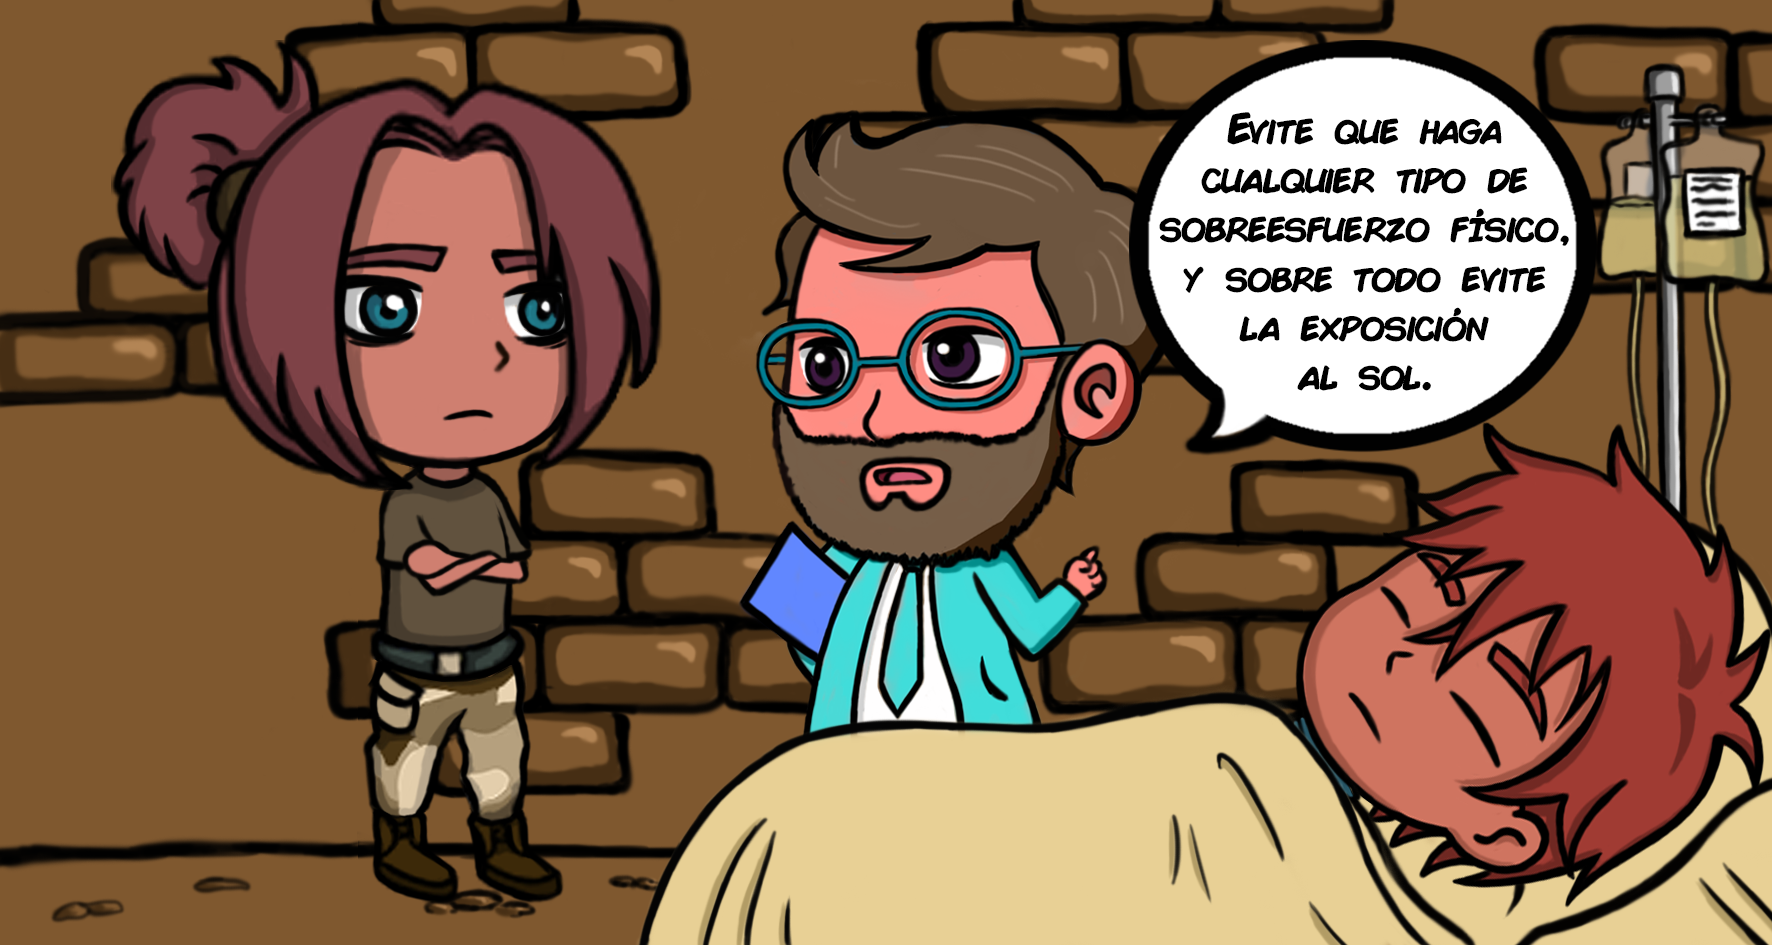 Evite que haga
cualquier tipo de
sobreesfuerzo físico,
y sobre todo evite
la exposición
al sol.